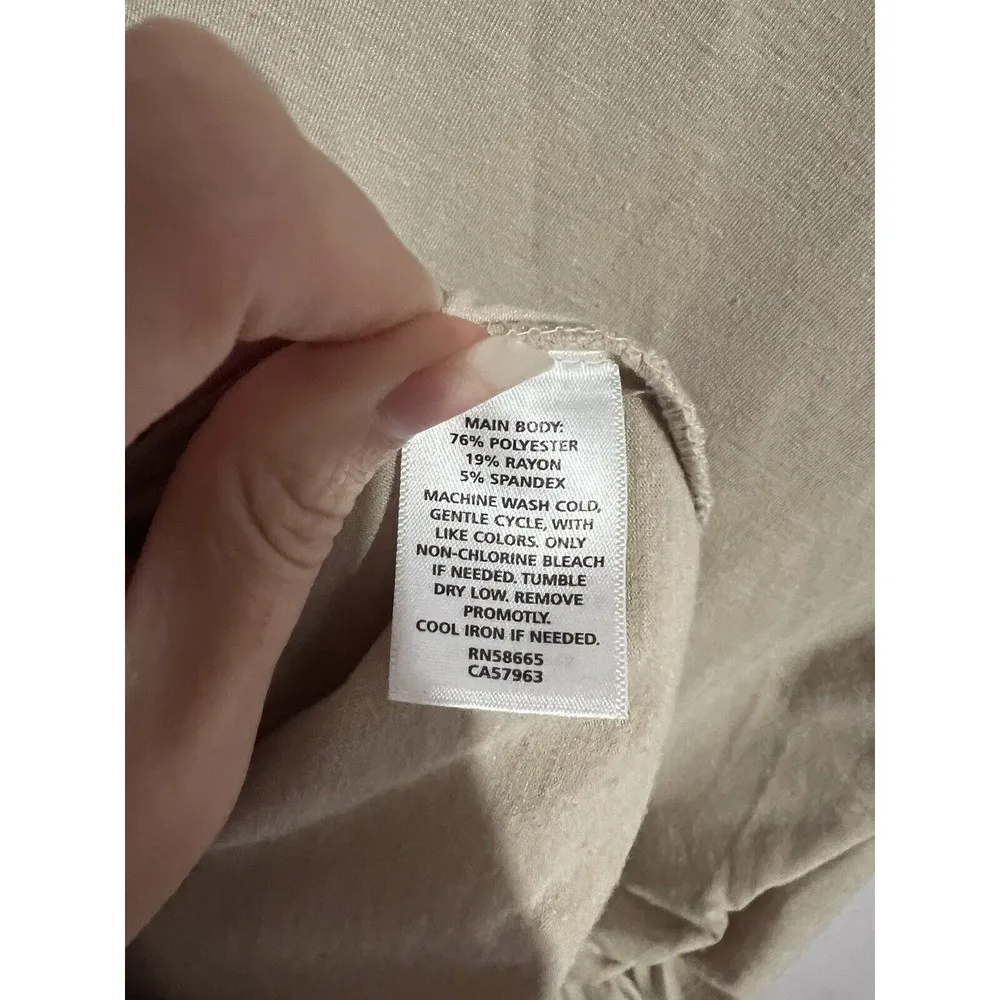 MAIN BODY:
76% POLYESTER
19% RAYON
5% SPANDEX
MACHINE WASH COLD,
GENTLE CYCLE, WITH
LIKE COLORS. ONLY
NON-CHLORINE BLEACH
IF NEEDED. TUMBLE
DRY LOW. REMOVE
PROMOTLY.
COOL IRON IF NEEDED.
RN58665
CA57963